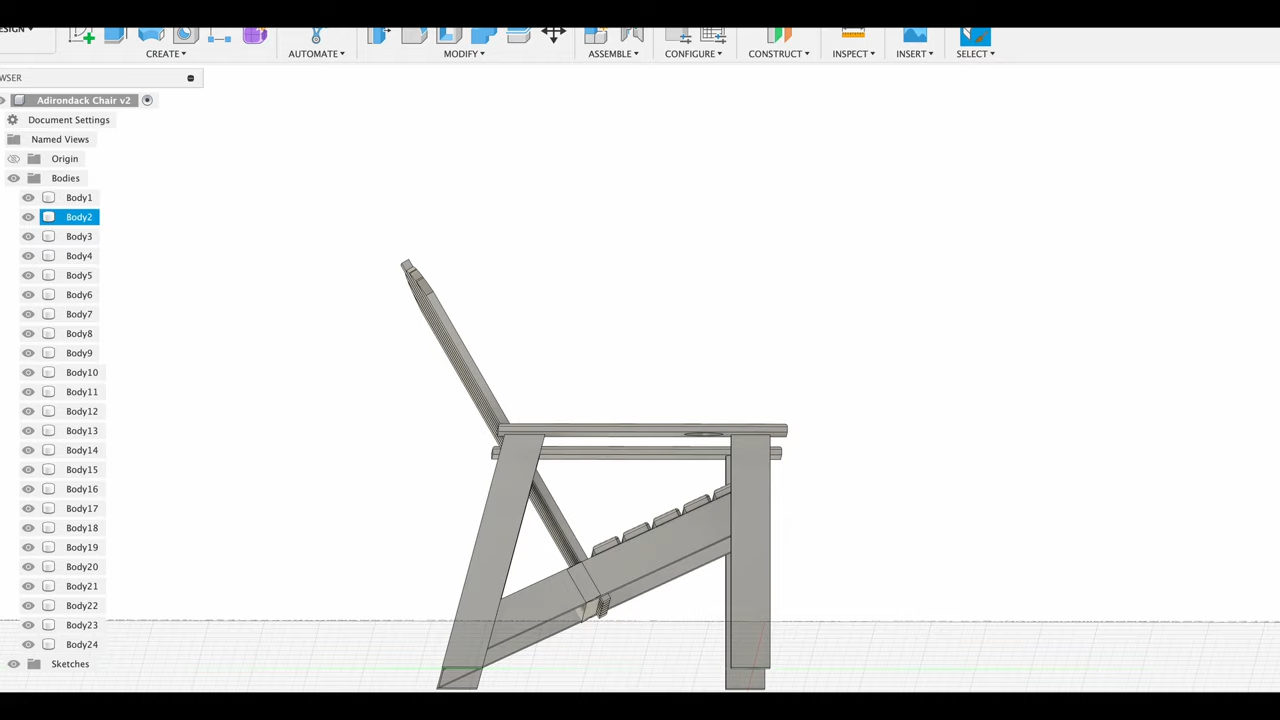 CREATE
AUTOMATE
MODIFY
ASSEMBLE
CONFIGURE
CONSTRUCT
INSPECT
INSERT
SELECT
Adirondack Chair v2
Document Settings
Named Views
Origin
Bodies
Body1
Body2
Body3
Body4
Body5
Body6
Body7
Body8
Body9
Body10
Body11
Body12
Body13
Body14
Body15
Body16
Body17
Body18
Body19
Body20
Body21
Body22
Body23
Body24
Sketches